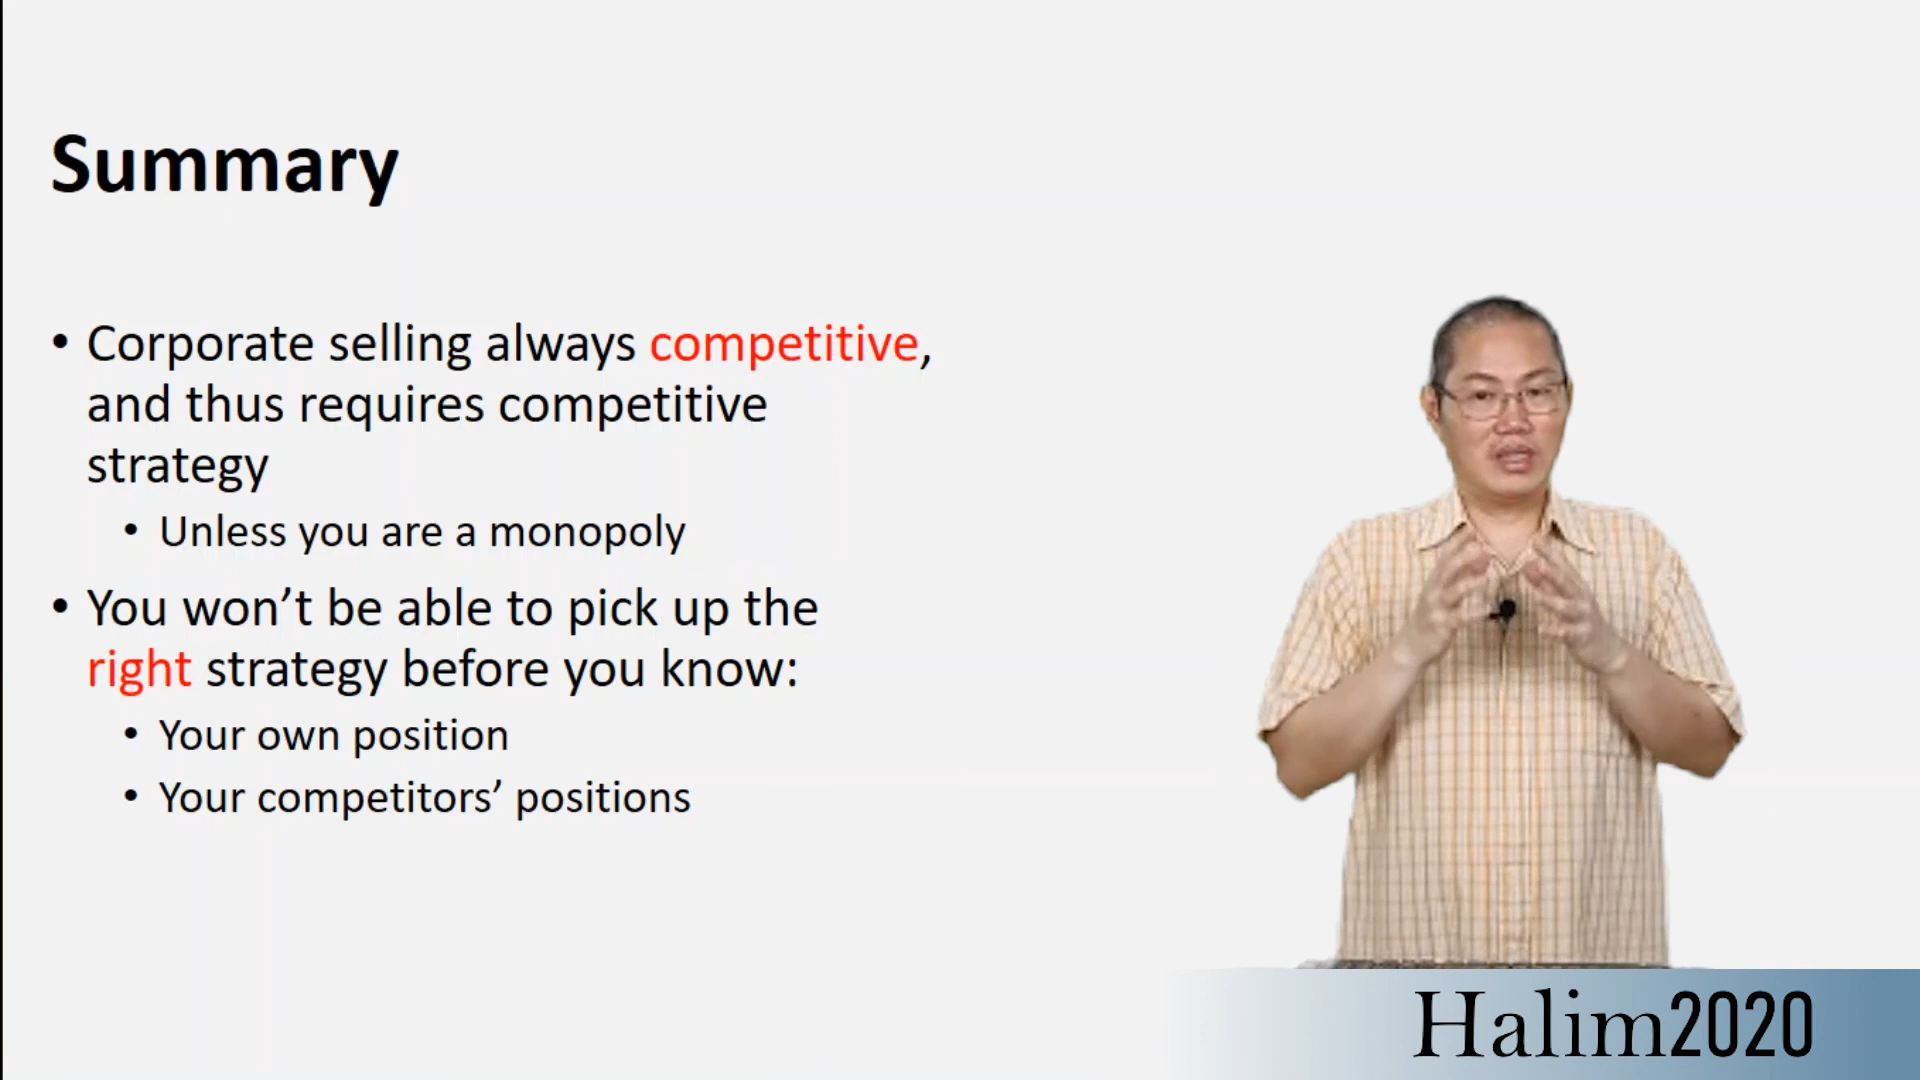 Summary
• Corporate selling always competitive,
and thus requires competitive
strategy
• Unless you are a monopoly
• You won’t be able to pick up the
right strategy before you know:
• Your own position
• Your competitors’ positions
Halim2020